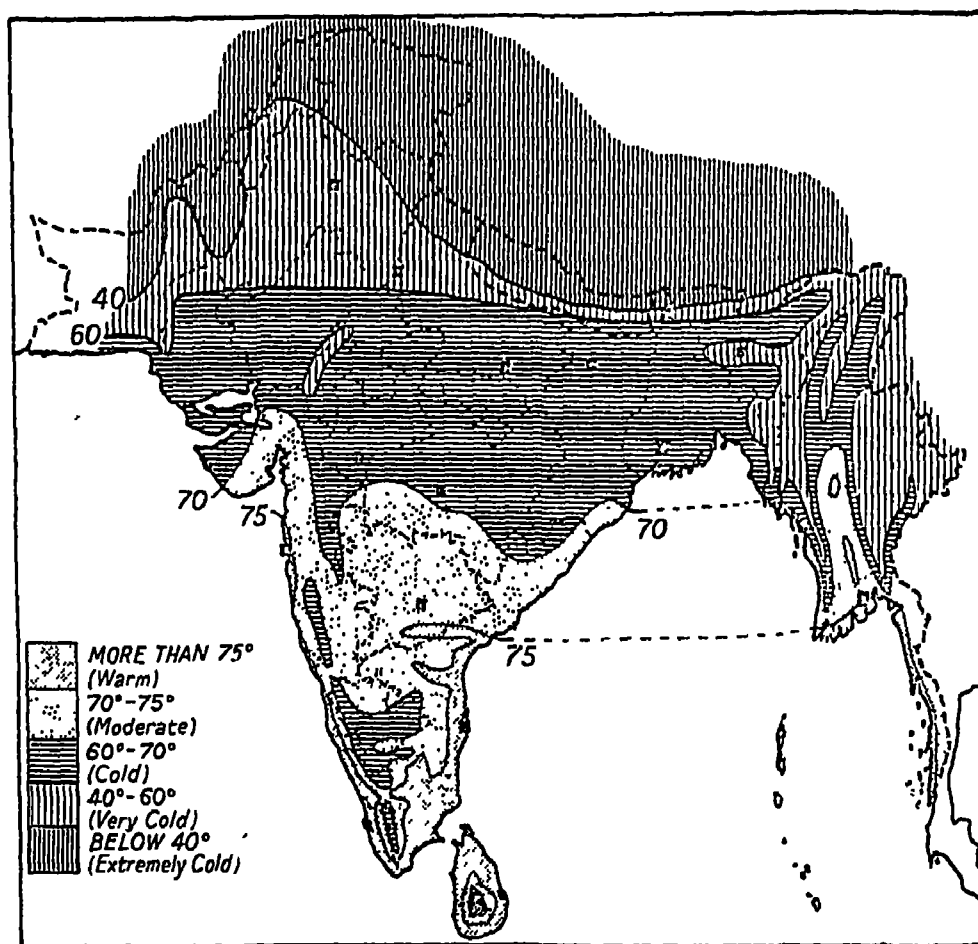 40
60
70
75
70
75
MORE THAN 75°
(Warm)
70°-75°
(Moderate)
60°-70°
(Cold)
40°-60°
(Very Cold)
BELOW 40°
(Extremely Cold)